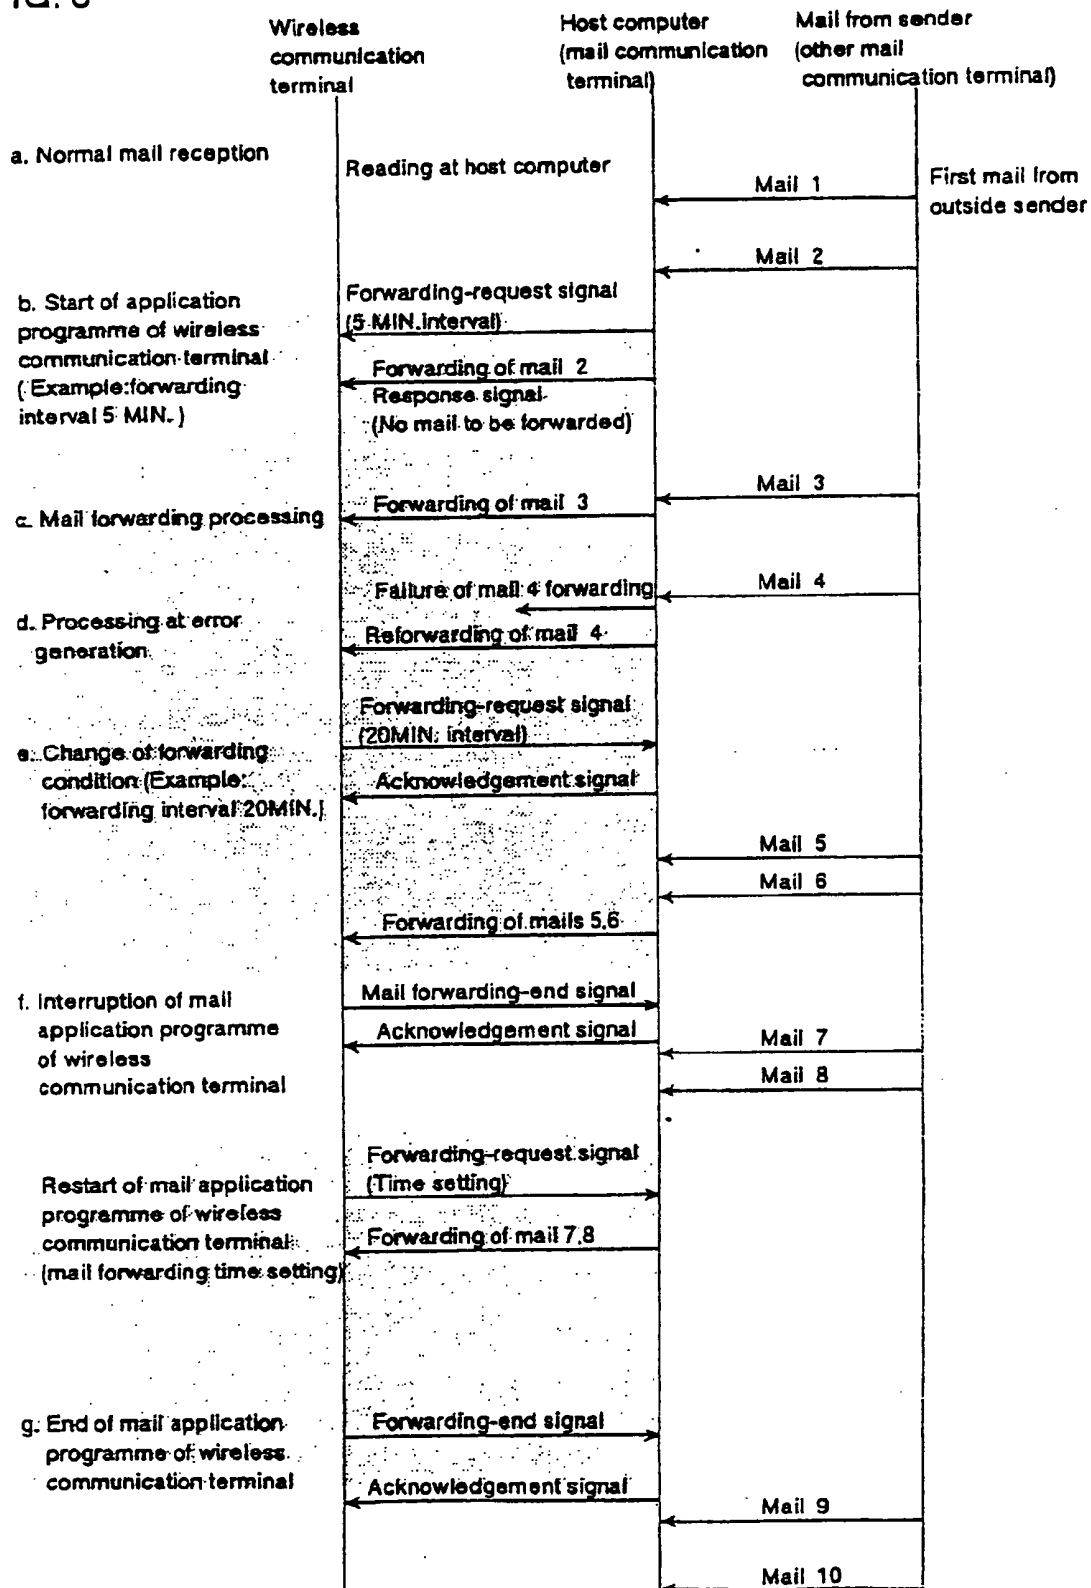 Wireless
communication
terminal
Host computer
(mail communication
terminal)
Mail from sender
(other mail
communication terminal)
a. Normal mail reception
Reading at host computer
Mail 1
First mail from
outside sender
Mail 2
b. Start of application
programme of wireless
communication terminal
(Example:forwarding
interval 5 MIN.)
Forwarding-request signal
(5 MIN.interval)
Forwarding of mail 2
Response signal
(No mail to be forwarded)
Mail 3
c. Mail forwarding processing
Forwarding of mail 3
Mail 4
Failure of mail 4 forwarding
d. Processing at error
generation
Reforwarding of mail 4
Forwarding-request signal
(20MIN. interval)
e. Change of forwarding
condition (Example:
forwarding interval 20MIN.)
Acknowledgement signal
Mail 5
Mail 6
Forwarding of mails 5,6
f. Interruption of mail
application programme
of wireless
communication terminal
Mail forwarding-end signal
Acknowledgement signal
Mail 7
Mail 8
Forwarding-request signal
(Time setting)
Restart of mail application
programme of wireless
communication terminal
(mail forwarding time setting)
Forwarding of mail 7,8
g. End of mail application
programme of wireless
communication terminal
Forwarding-end signal
Acknowledgement signal
Mail 9
Mail 10